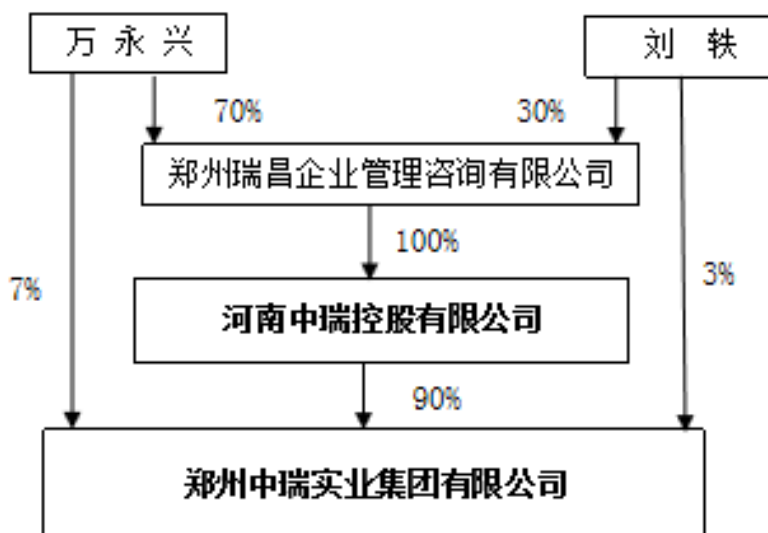 万 永 兴
刘 轶
70%
30%
郑州瑞昌企业管理咨询有限公司
100%
7%
3%
河南中瑞控股有限公司
90%
郑州中瑞实业集团有限公司